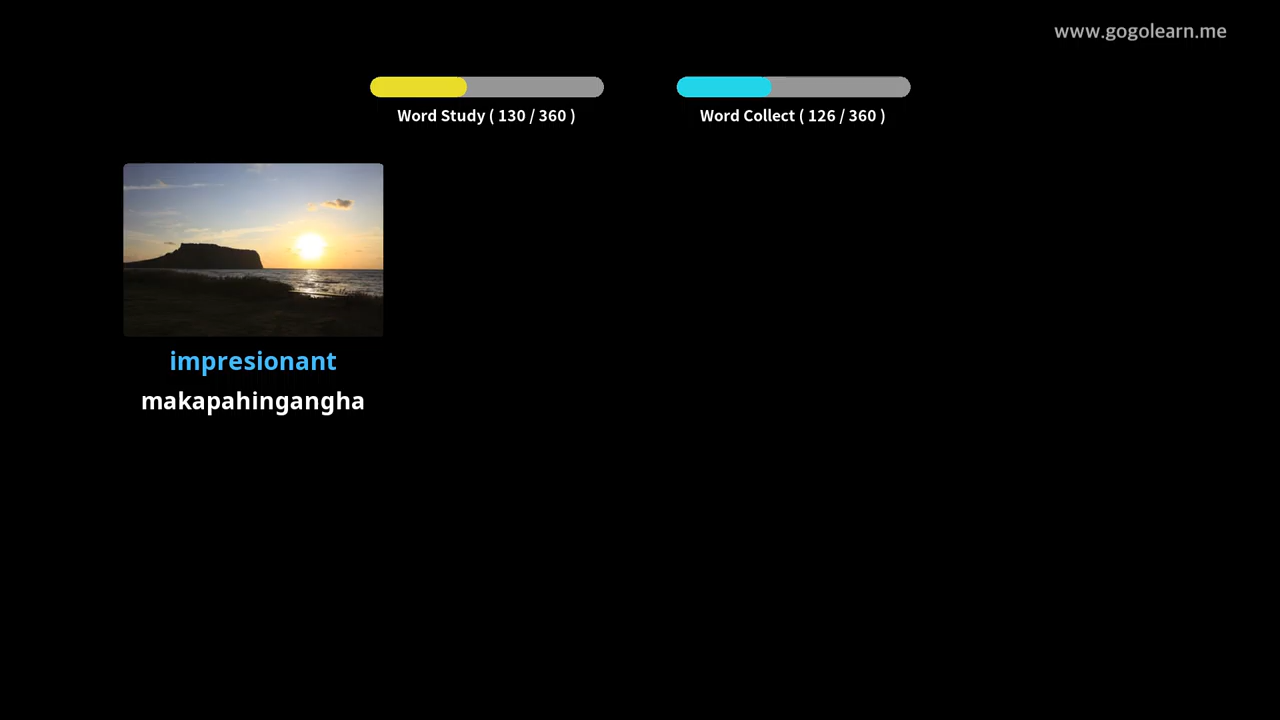 www.gogolearn.me
Word Study ( 130 / 360 )
Word Collect ( 126 / 360 )
impresionant
makapahingangha